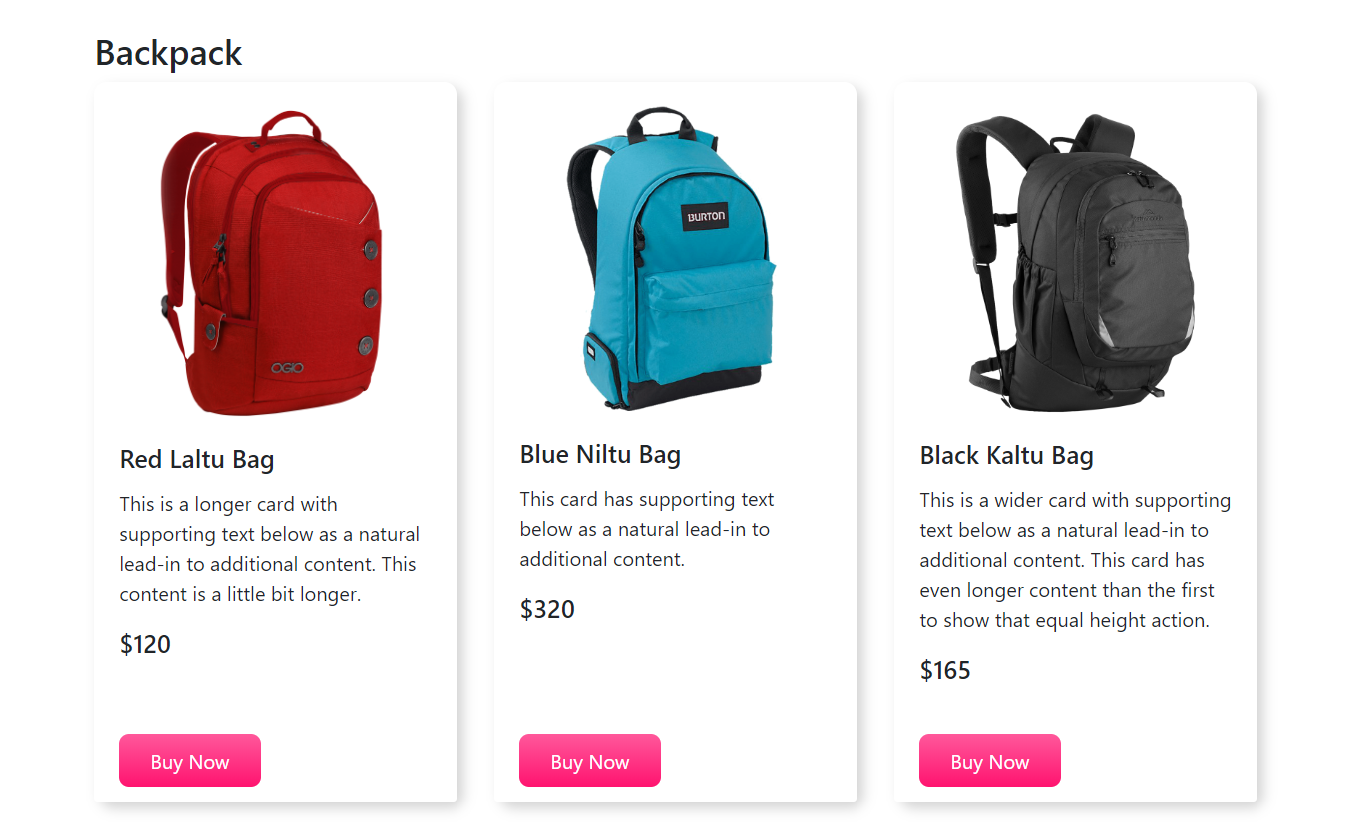 Backpack
OGIO
BURTON
Red Laltu Bag
This is a longer card with
supporting text below as a natural
lead-in to additional content. This
content is a little bit longer.
$120
Buy Now
Blue Niltu Bag
This card has supporting text
below as a natural lead-in to
additional content.
$320
Buy Now
Black Kaltu Bag
This is a wider card with supporting
text below as a natural lead-in to
additional content. This card has
even longer content than the first
to show that equal height action.
$165
Buy Now